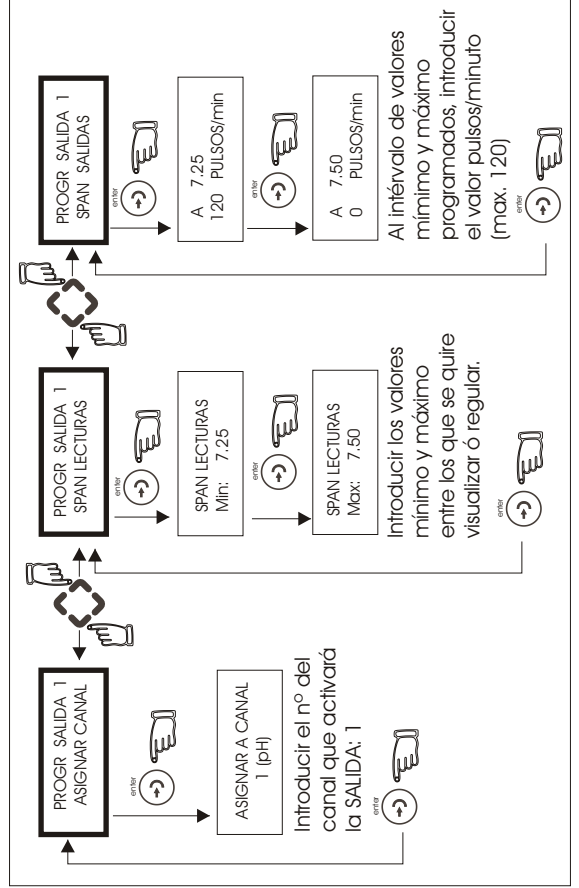 PROGR SALIDA 1
ASIGNAR CANAL
enter
ASIGNAR A CANAL
1 (pH)
Introducir el nº del
canal que activará
la SALIDA: 1
enter
PROGR SALIDA 1
SPAN LECTURAS
enter
SPAN LECTURAS
Min: 7.25
enter
SPAN LECTURAS
Max: 7.50
Introducir los valores
mínimo y máximo
entre los que se quire
visualizar ó regular.
enter
PROGR SALIDA 1
SPAN SALIDAS
enter
A 7.25
120 PULSOS/min
enter
A 7.50
0 PULSOS/min
Al intérvalo de valores
mímimo y máximo
programados, introducir
el valor pulsos/minuto
(max. 120)
enter